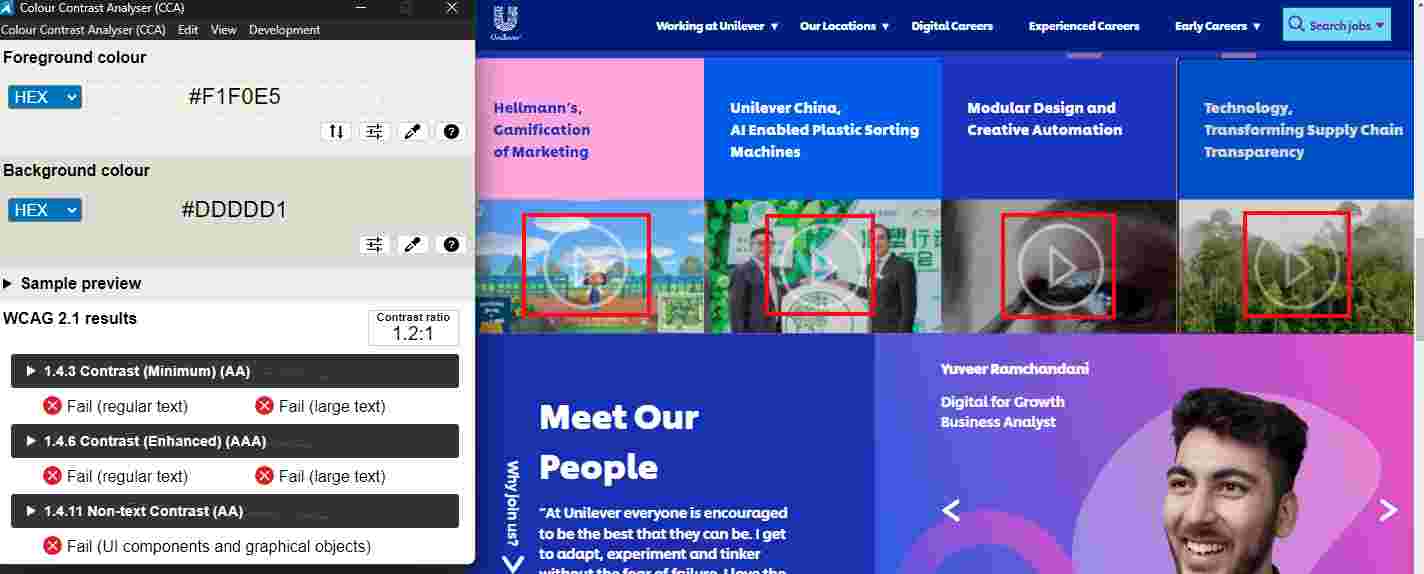 Colour Contrast Analyser (CCA)
Colour Contrast Analyser (CCA) Edit View Development
Foreground colour
HEX
#F1F0E5
Background colour
HEX
#DDDDD1
Sample preview
WCAG 2.1 results
Contrast ratio
1.2:1
1.4.3 Contrast (Minimum) (AA)
Fail (regular text)
Fail (large text)
1.4.6 Contrast (Enhanced) (AAA)
Fail (regular text)
Fail (large text)
1.4.11 Non-text Contrast (AA)
Fail (UI components and graphical objects)
Unilever
Working at Unilever
Our Locations
Digital Careers
Experienced Careers
Early Careers
Search jobs
Hellmann's,
Gamification
of Marketing
Unilever China,
AI Enabled Plastic Sorting
Machines
Modular Design and
Creative Automation
Technology,
Transforming Supply Chain
Transparency
Meet Our
People
Why join us?
"At Unilever everyone is encouraged
to be the best that they can be. I get
to adapt, experiment and tinker
without the fear of failure. I love the
Yuveer Ramchandani
Digital for Growth
Business Analyst